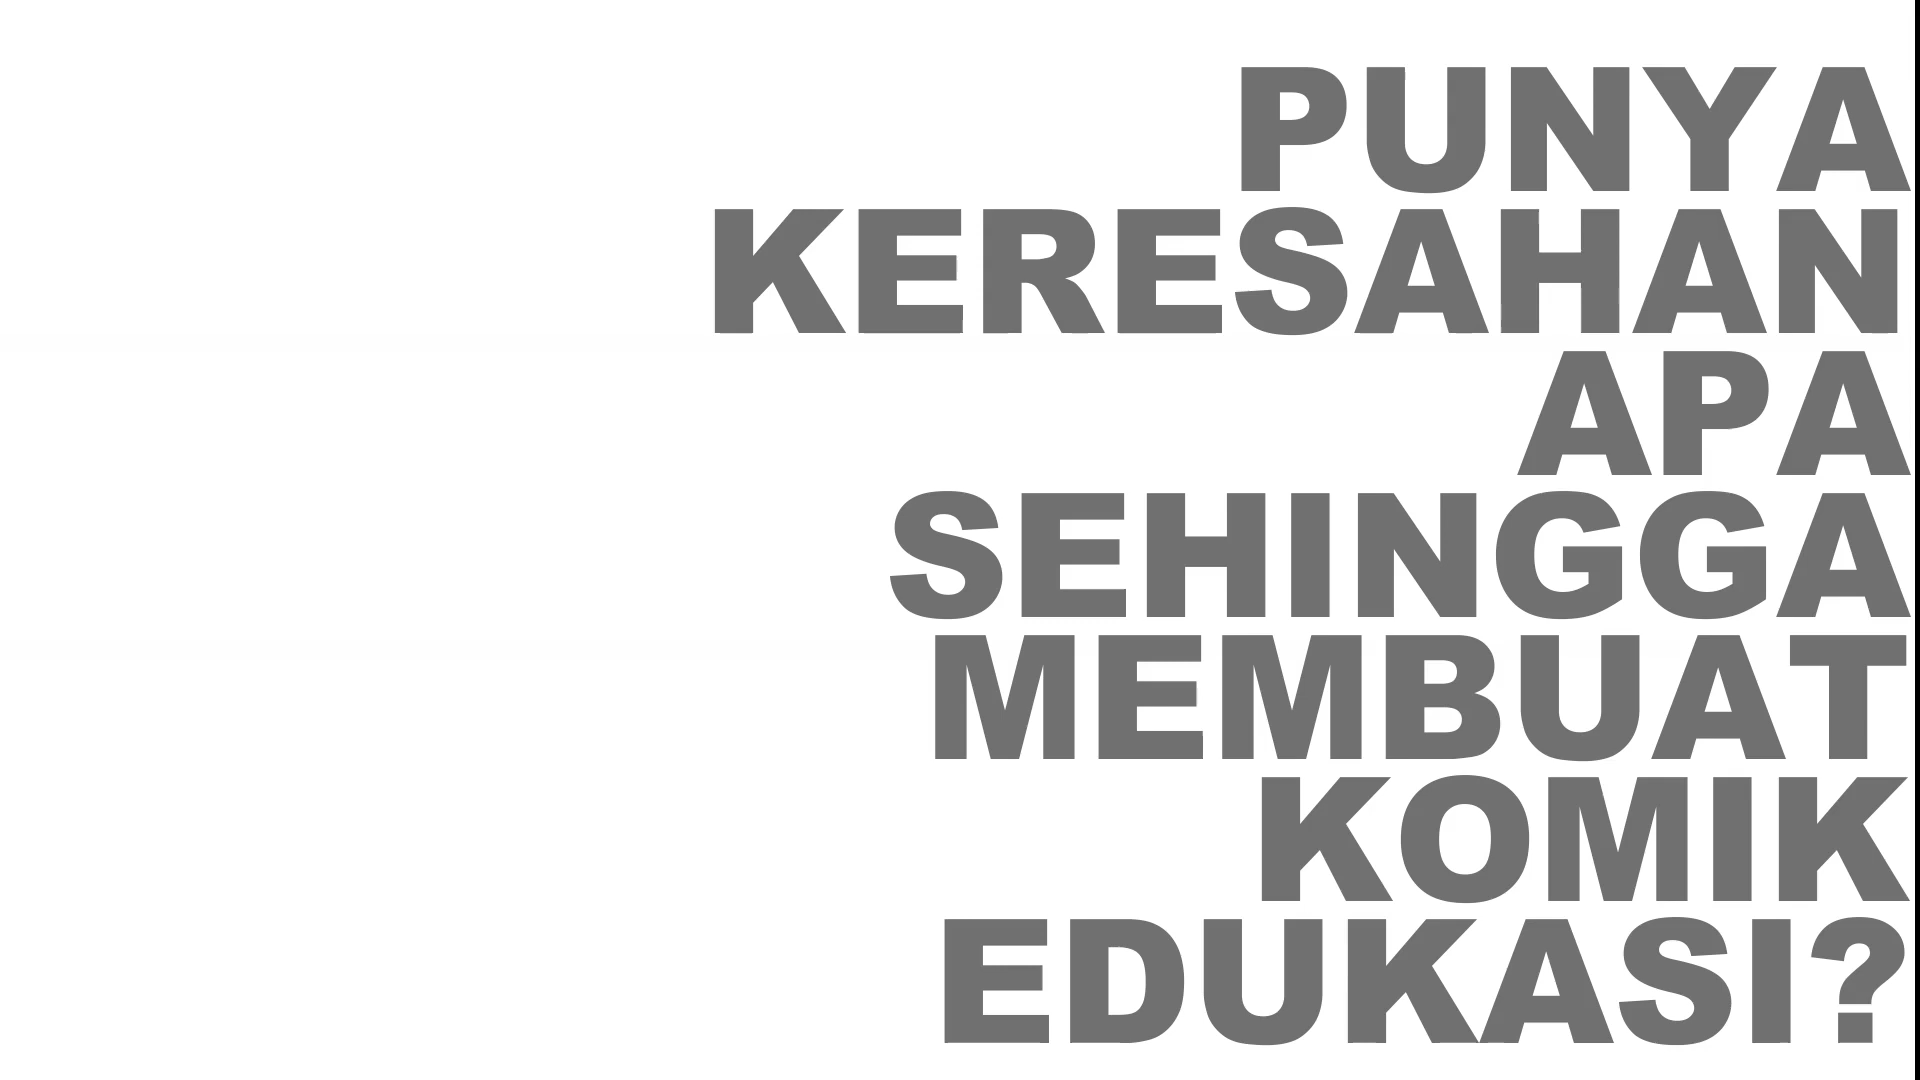 PUNYA
KERESAHAN
APA
SEHINGGA
MEMBUAT
KOMIK
EDUKASI?